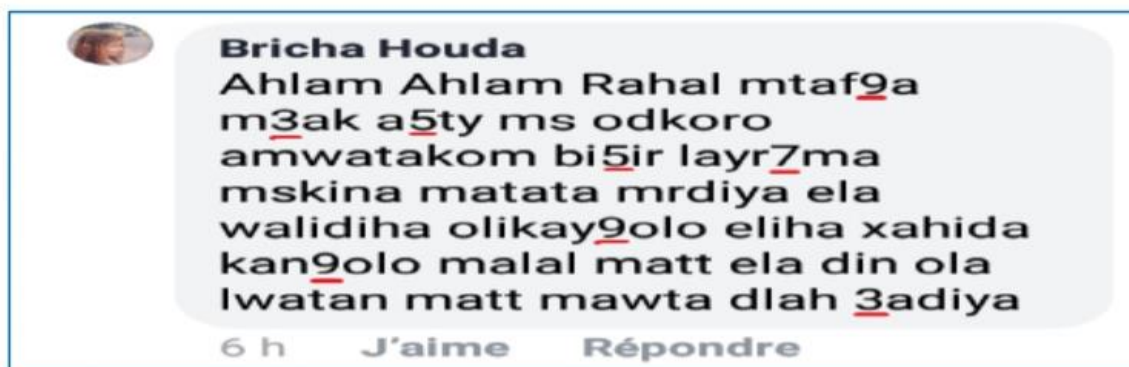 Bricha Houda
Ahlam Ahlam Rahal mtaf9a
m3ak a5ty ms odkoro
amwatakom bi5ir layr7ma
mskina matata mrdiya ela
walidiha olikay9olo eliha xahida
kan9olo malal matt ela din ola
lwatan matt mawta dlah 3adiya
6 h J'aime Répondre